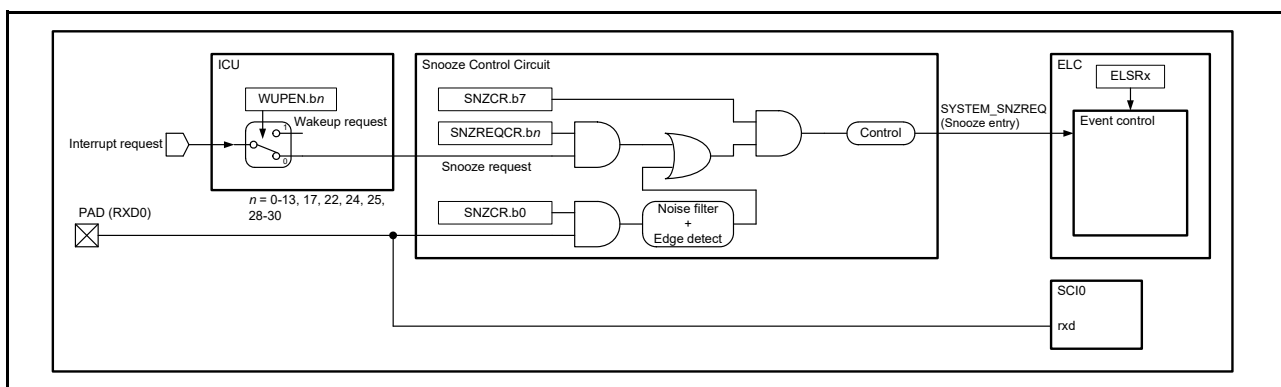 ICU
WUPEN.bn
1
Wakeup request
0
Interrupt request
n = 0-13, 17, 22, 24, 25,
28-30
PAD (RXD0)
Snooze Control Circuit
SNZCR.b7
SNZREQCR.bn
Snooze request
SNZCR.b0
Noise filter
+
Edge detect
Control
SYSTEM_SNZREQ
(Snooze entry)
ELC
ELSRx
Event control
SCI0
rxd